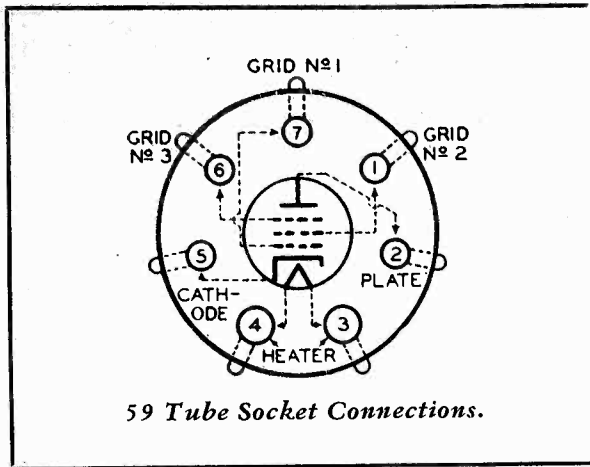 GRID Nº1
7
GRID
Nº 3
GRID
Nº 2
6
1
5
2
CATH-
ODE
PLATE
4
3
HEATER
59 Tube Socket Connections.